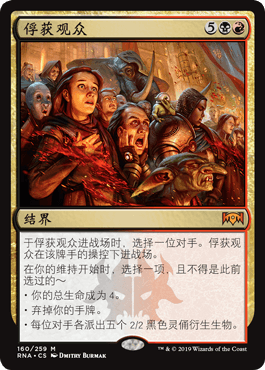 俘获观众 5
结界
于俘获观众进战场时，选择一位对手。俘获观众
在该牌手的操控下进战场。
在你的维持开始时，选择一项，且不得是此前
选过的～
• 你的总生命成为 4。
• 弃掉你的手牌。
• 每位对手各派出五个 2/2 黑色灵俑衍生生物。
160/259 M
RNA • CS DMITRY BURMAK
™ & © 2019 Wizards of the Coast